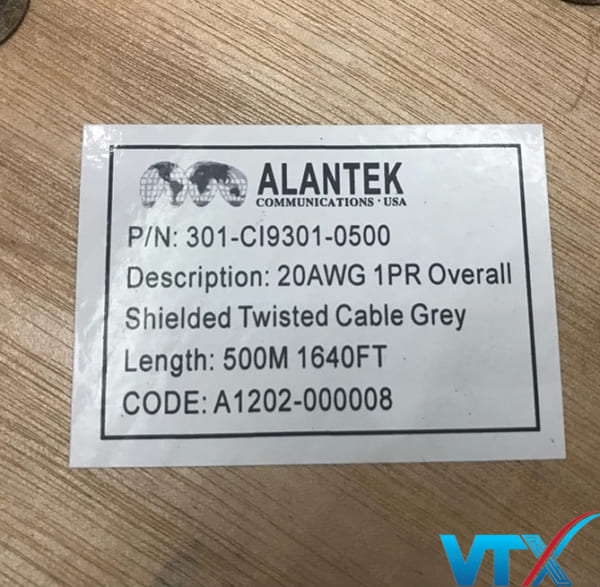 ALANTEK
COMMUNICATIONS · USA
P/N: 301-CI9301-0500
Description: 20AWG 1PR Overall
Shielded Twisted Cable Grey
Length: 500M 1640FT
CODE: A1202-000008
VTX